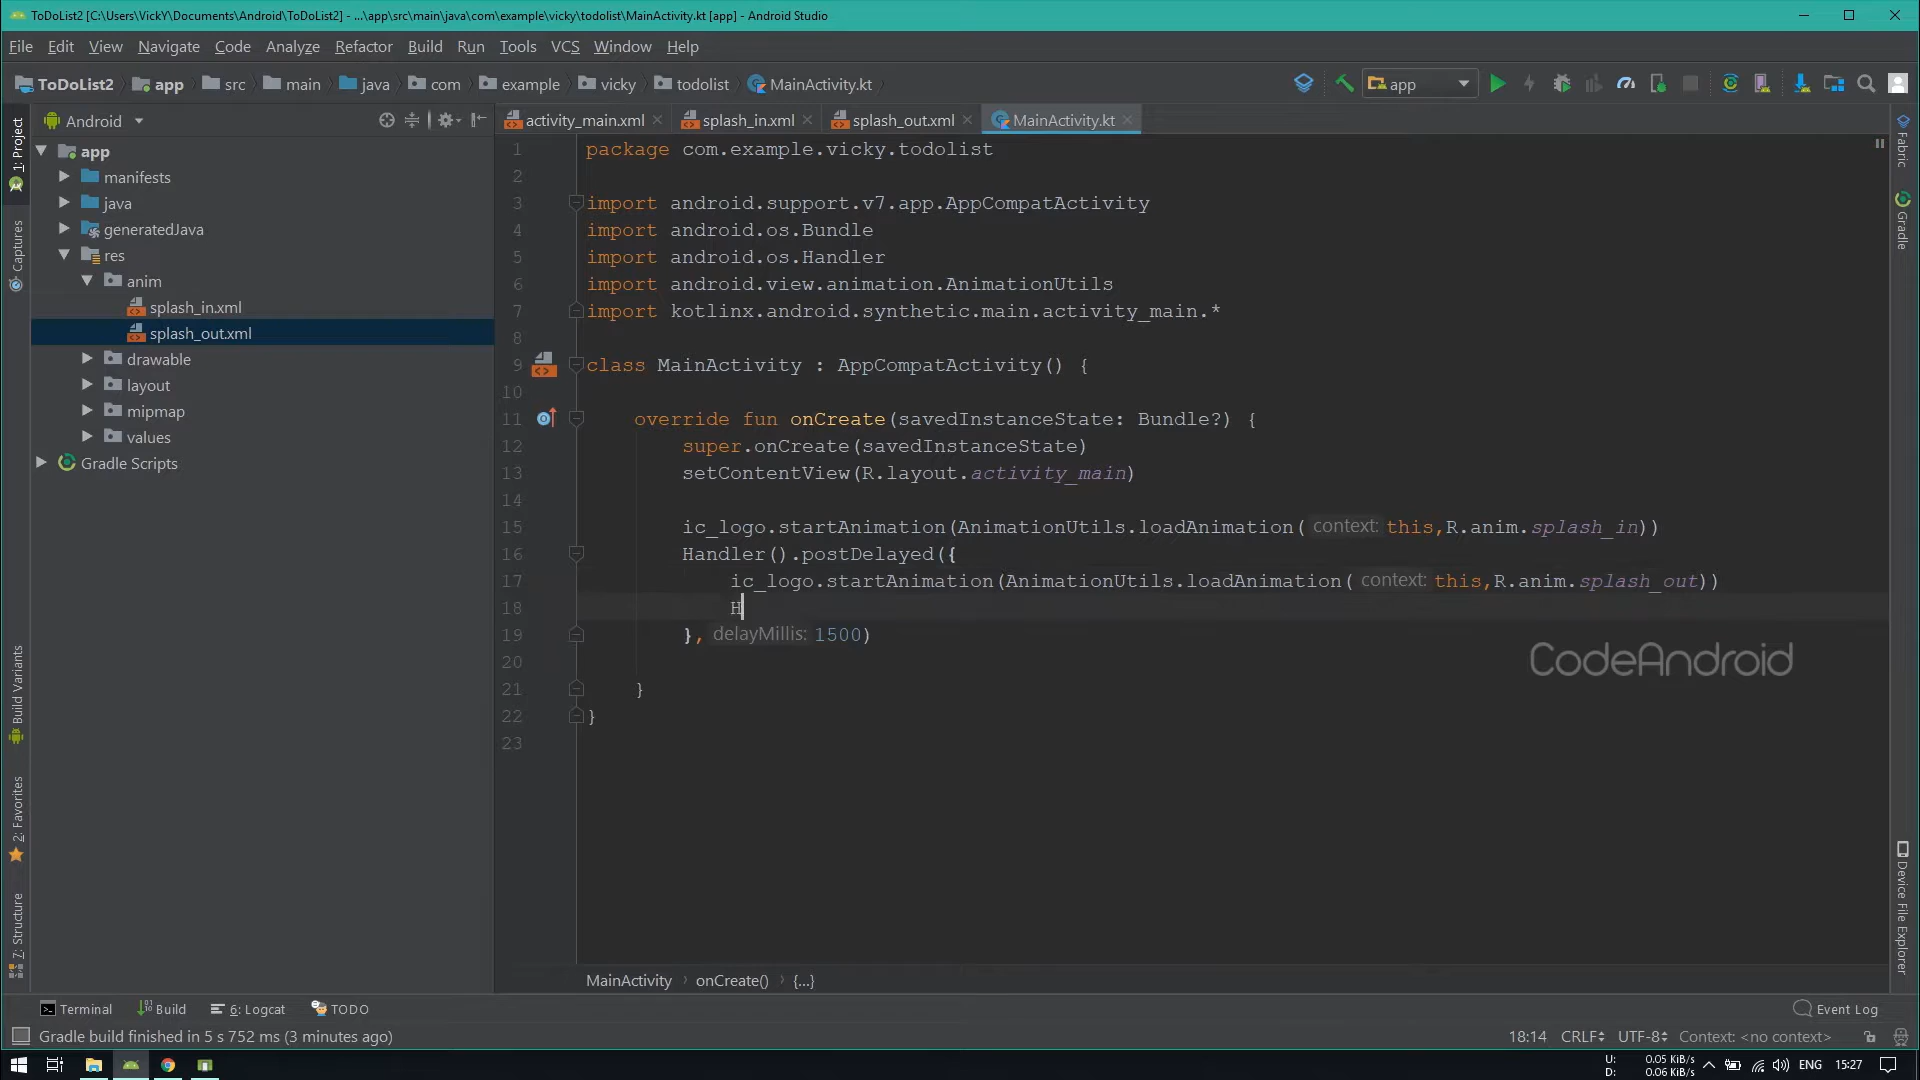 ToDoList2 [C:\Users\VickY\Documents\Android\ToDoList2] - ...\app\src\main\java\com\example\vicky\todolist\MainActivity.kt [app] - Android Studio
File Edit View Navigate Code Analyze Refactor Build Run Tools VCS Window Help
ToDoList2 app src main java com example vicky todolist MainActivity.kt app
Android
activity_main.xml splash_in.xml splash_out.xml MainActivity.kt
1: Project
Captures
Build Variants
2: Favorites
7: Structure
app
manifests
java
generatedJava
res
anim
splash_in.xml
splash_out.xml
drawable
layout
mipmap
values
Gradle Scripts
1 package com.example.vicky.todolist
2
3 import android.support.v7.app.AppCompatActivity
4 import android.os.Bundle
5 import android.os.Handler
6 import android.view.animation.AnimationUtils
7 import kotlinx.android.synthetic.main.activity_main.*
8
9 class MainActivity : AppCompatActivity() {
10
11 override fun onCreate(savedInstanceState: Bundle?) {
12 super.onCreate(savedInstanceState)
13 setContentView(R.layout.activity_main)
14
15 ic_logo.startAnimation(AnimationUtils.loadAnimation( context: this,R.anim.splash_in))
16 Handler().postDelayed({
17 ic_logo.startAnimation(AnimationUtils.loadAnimation( context: this,R.anim.splash_out))
18 H
19 }, delayMillis: 1500)
20
21 }
22 }
23
CodeAndroid
Fabric
Gradle
Device File Explorer
MainActivity › onCreate() › {...}
Terminal Build 6: Logcat TODO Event Log
Gradle build finished in 5 s 752 ms (3 minutes ago) 18:14 CRLF UTF-8 Context: <no context>
U: 0.05 KiB/s
D: 0.06 KiB/s
ENG 15:27